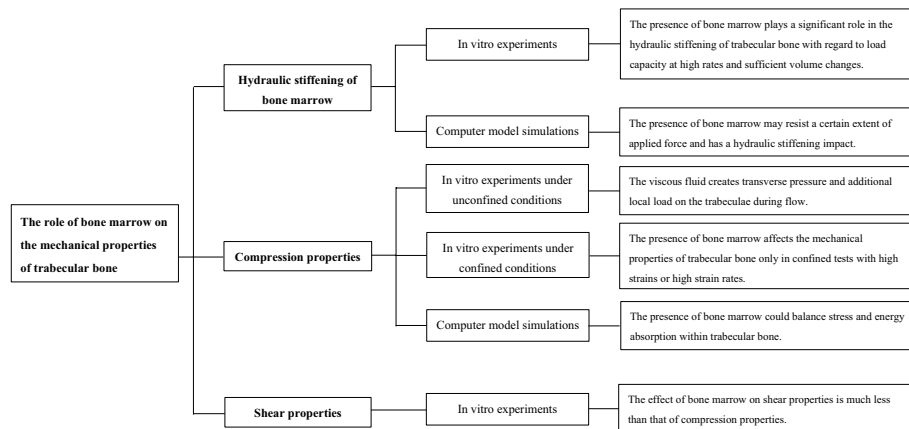 The role of bone marrow on
the mechanical properties
of trabecular bone
Hydraulic stiffening of
bone marrow
In vitro experiments
The presence of bone marrow plays a significant role in the
hydraulic stiffening of trabecular bone with regard to load
capacity at high rates and sufficient volume changes.
Computer model simulations
The presence of bone marrow may resist a certain extent of
applied force and has a hydraulic stiffening impact.
Compression properties
In vitro experiments under
unconfined conditions
The viscous fluid creates transverse pressure and additional
local load on the trabeculae during flow.
In vitro experiments under
confined conditions
The presence of bone marrow affects the mechanical
properties of trabecular bone only in confined tests with high
strains or high strain rates.
Computer model simulations
The presence of bone marrow could balance stress and energy
absorption within trabecular bone.
Shear properties
In vitro experiments
The effect of bone marrow on shear properties is much less
than that of compression properties.